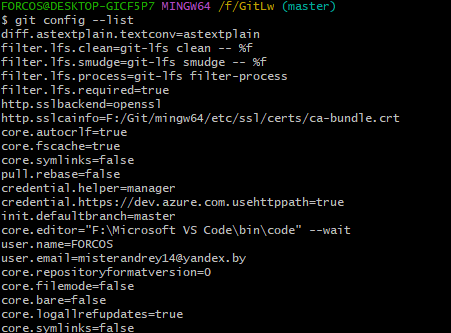 FORCOS@DESKTOP-GICF5P7 MINGW64 /f/GitLw (master)
$ git config --list
diff.astextplain.textconv=astextplain
filter.lfs.clean=git-lfs clean -- %f
filter.lfs.smudge=git-lfs smudge -- %f
filter.lfs.process=git-lfs filter-process
filter.lfs.required=true
http.sslbackend=openssl
http.sslcainfo=F:/Git/mingw64/etc/ssl/certs/ca-bundle.crt
core.autocrlf=true
core.fscache=true
core.symlinks=false
pull.rebase=false
credential.helper=manager
credential.https://dev.azure.com.usehttppath=true
init.defaultbranch=master
core.editor="F:\Microsoft VS Code\bin\code" --wait
user.name=FORCOS
user.email=misterandrey14@yandex.by
core.repositoryformatversion=0
core.filemode=false
core.bare=false
core.logallrefupdates=true
core.symlinks=false